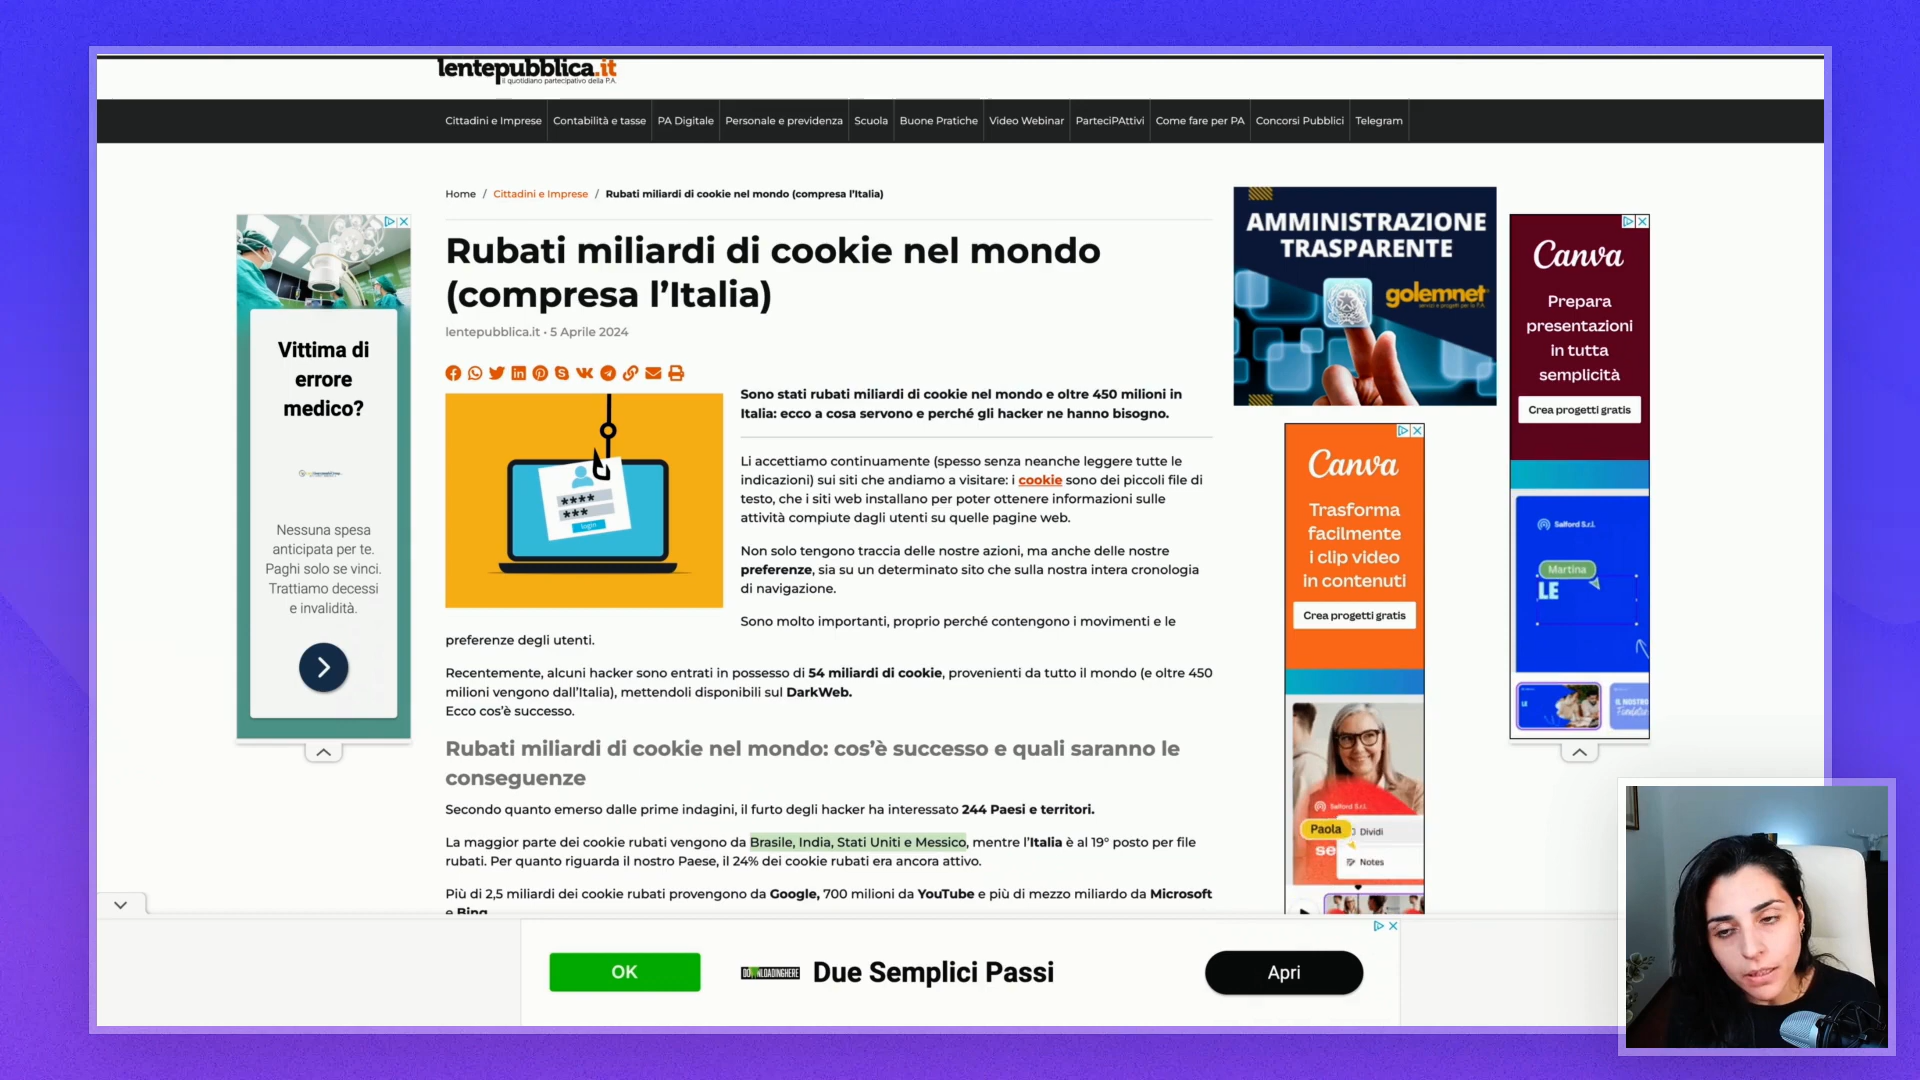 lentepubblica.it
Il quotidiano partecipativo della P.A.
Cittadini e Imprese
Contabilità e tasse
PA Digitale
Personale e previdenza
Scuola
Buone Pratiche
Video Webinar
ParteciPAttivi
Come fare per PA
Concorsi Pubblici
Telegram
Home / Cittadini e Imprese / Rubati miliardi di cookie nel mondo (compresa l’Italia)
Rubati miliardi di cookie nel mondo
(compresa l’Italia)
lentepubblica.it • 5 Aprile 2024
Sono stati rubati miliardi di cookie nel mondo e oltre 450 milioni in
Italia: ecco a cosa servono e perché gli hacker ne hanno bisogno.
**** 
***
login
Li accettiamo continuamente (spesso senza neanche leggere tutte le
indicazioni) sui siti che andiamo a visitare: i cookie sono dei piccoli file di
testo, che i siti web installano per poter ottenere informazioni sulle
attività compiute dagli utenti su quelle pagine web.
Non solo tengono traccia delle nostre azioni, ma anche delle nostre
preferenze, sia su un determinato sito che sulla nostra intera cronologia
di navigazione.
Sono molto importanti, proprio perché contengono i movimenti e le
preferenze degli utenti.
Recentemente, alcuni hacker sono entrati in possesso di 54 miliardi di cookie, provenienti da tutto il mondo (e oltre 450
milioni vengono dall’Italia), mettendoli disponibili sul DarkWeb.
Ecco cos’è successo.
Rubati miliardi di cookie nel mondo: cos’è successo e quali saranno le
conseguenze
Secondo quanto emerso dalle prime indagini, il furto degli hacker ha interessato 244 Paesi e territori.
La maggior parte dei cookie rubati vengono da Brasile, India, Stati Uniti e Messico, mentre l’Italia è al 19° posto per file
rubati. Per quanto riguarda il nostro Paese, il 24% dei cookie rubati era ancora attivo.
Più di 2,5 miliardi dei cookie rubati provengono da Google, 700 milioni da YouTube e più di mezzo miliardo da Microsoft
e Bing
Vittima di
errore
medico?
Nessuna spesa
anticipata per te.
Paghi solo se vinci.
Trattiamo decessi
e invalidità.
AMMINISTRAZIONE
TRASPARENTE
golemnet
Canva
Trasforma
facilmente
i clip video
in contenuti
Crea progetti gratis
Salford S.r.l.
Paola
Dividi
se
Notes
Canva
Prepara
presentazioni
in tutta
semplicità
Crea progetti gratis
Salford S.r.l.
Martina
LE
LE
IL NOSTRO
OK
DOWNLOADINGHERE
Due Semplici Passi
Apri